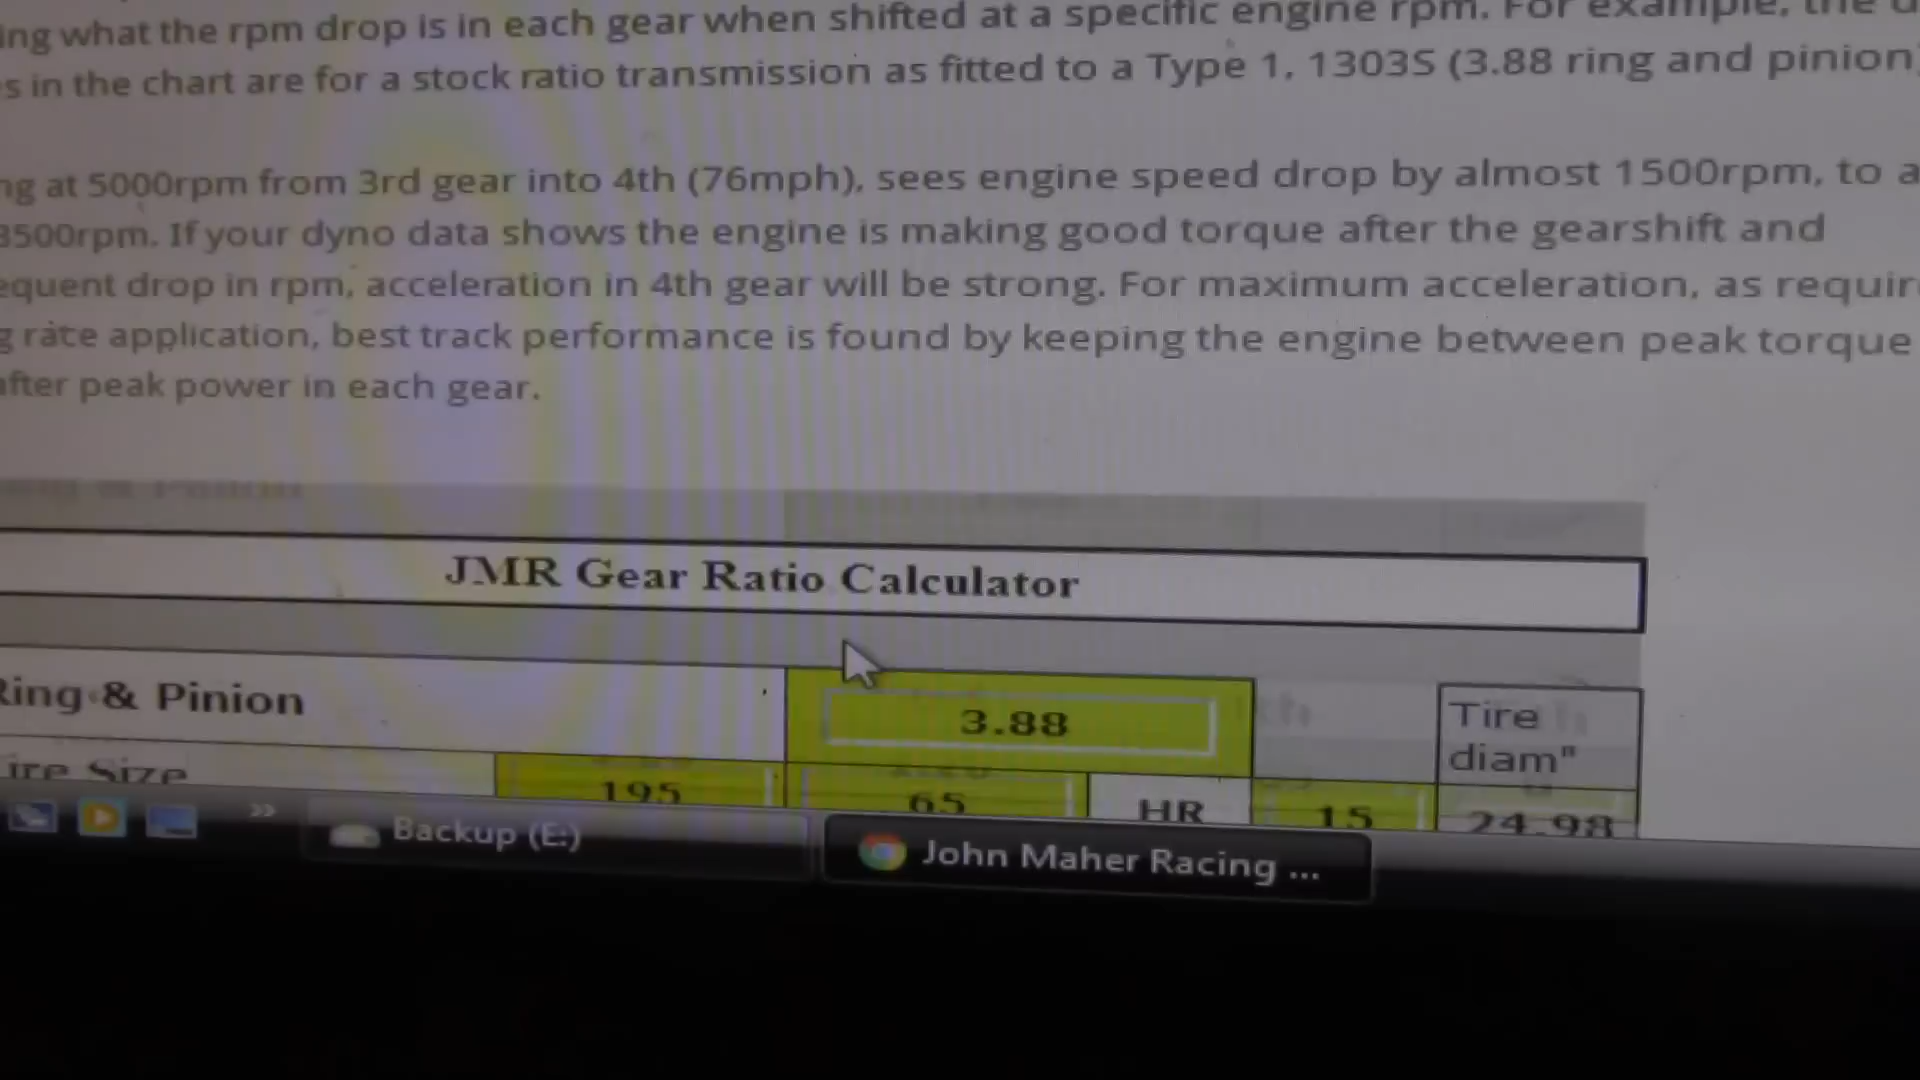 ing what the rpm drop is in each gear when shifted at a specific engine rpm. For example, the
s in the chart are for a stock ratio transmission as fitted to a Type 1, 1303S (3.88 ring and pinion)
ng at 5000rpm from 3rd gear into 4th (76mph), sees engine speed drop by almost 1500rpm, to a
3500rpm. If your dyno data shows the engine is making good torque after the gearshift and
equent drop in rpm, acceleration in 4th gear will be strong. For maximum acceleration, as requir
g rate application, best track performance is found by keeping the engine between peak torque
after peak power in each gear.
JMR Gear Ratio Calculator
Ring & Pinion 3.88 Tire diam"
ire Size 195 65 HR 15 24.98
» Backup (E:) John Maher Racing ...